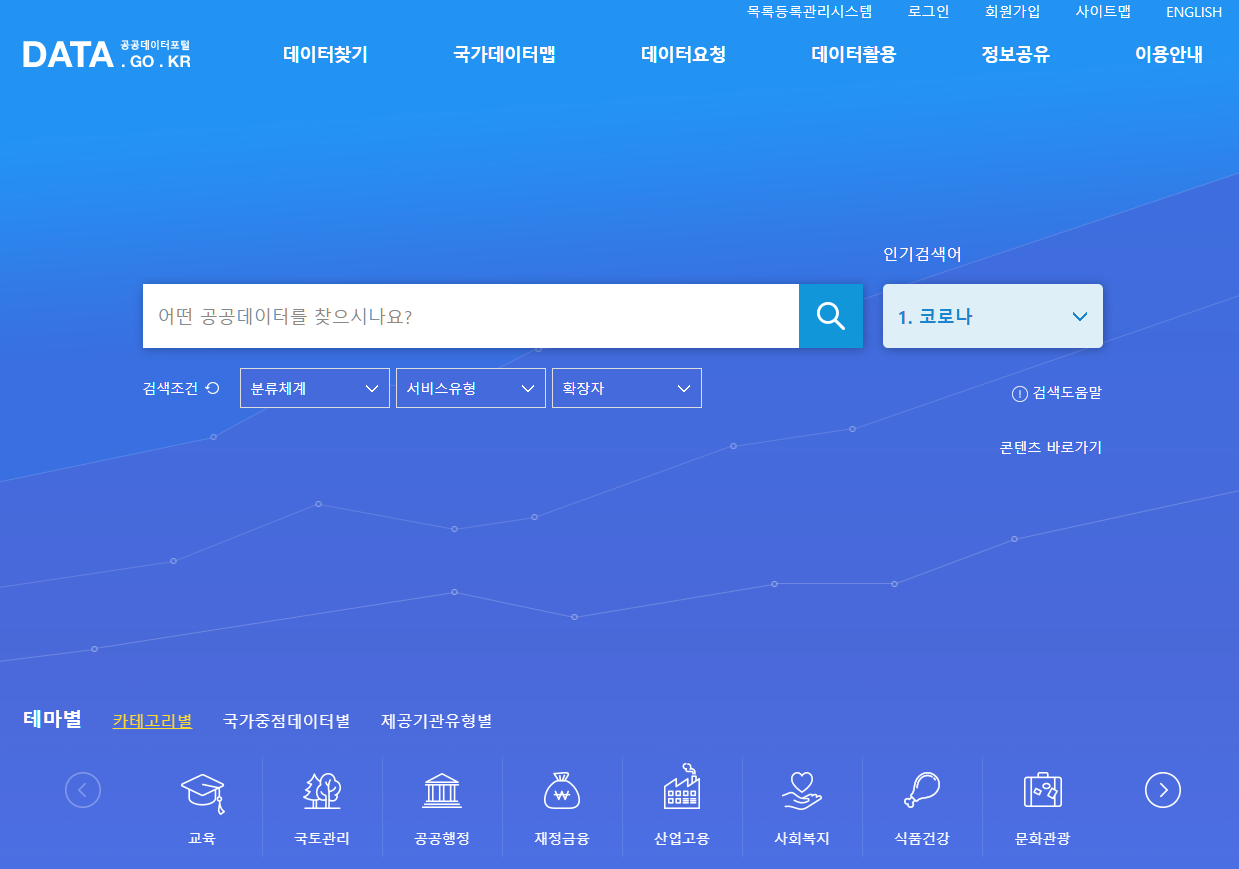 목록등록관리시스템 로그인 회원가입 사이트맵 ENGLISH
DATA 공공데이터포털 . GO . KR
데이터찾기 국가데이터맵 데이터요청 데이터활용 정보공유 이용안내
인기검색어
어떤 공공데이터를 찾으시나요?
1. 코로나
검색조건 분류체계 서비스유형 확장자
검색도움말
콘텐츠 바로가기
테마별 카테고리별 국가중점데이터별 제공기관유형별
교육 국토관리 공공행정 재정금융 산업고용 사회복지 식품건강 문화관광